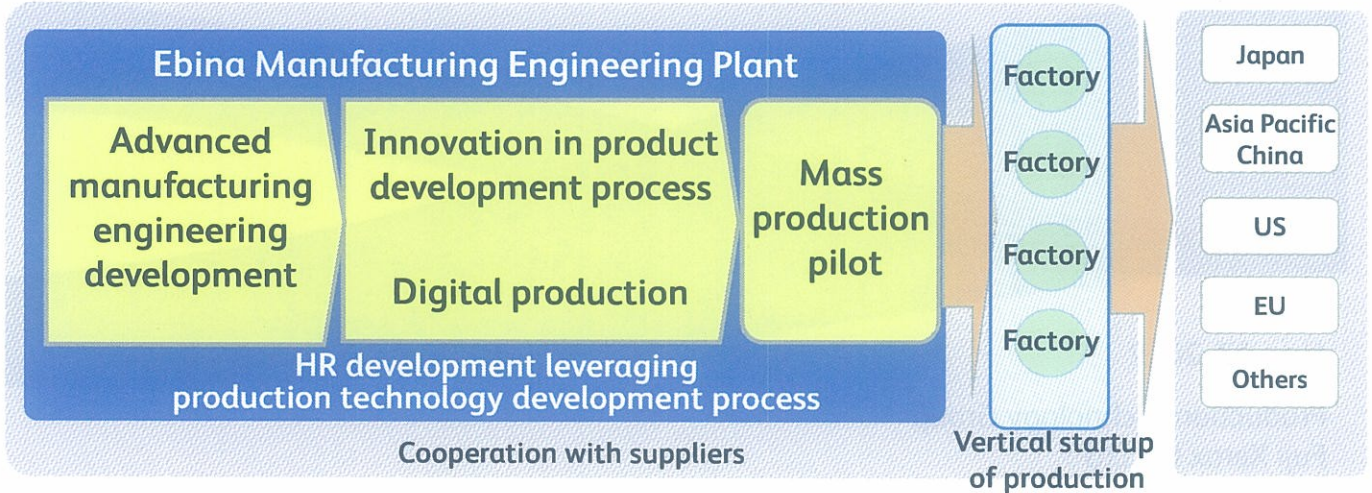 Ebina Manufacturing Engineering Plant
Advanced
manufacturing
engineering
development
Innovation in product
development process
Digital production
Mass
production
pilot
HR development leveraging
production technology development process
Cooperation with suppliers
Factory
Factory
Factory
Factory
Vertical startup
of production
Japan
Asia Pacific
China
US
EU
Others